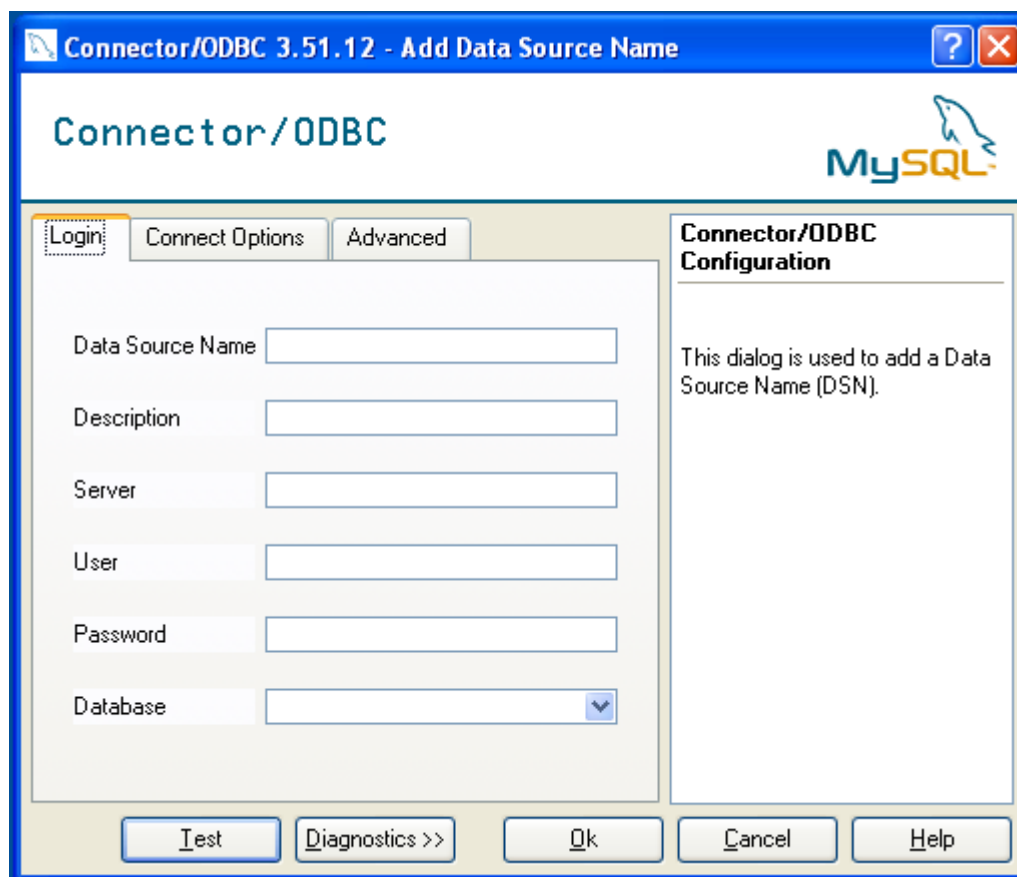 Connector/ODBC 3.51.12 - Add Data Source Name
Connector/ODBC
MySQL
Login
Connect Options
Advanced
Data Source Name
Description
Server
User
Password
Database
Connector/ODBC
Configuration
This dialog is used to add a Data
Source Name (DSN).
Test
Diagnostics >>
Ok
Cancel
Help